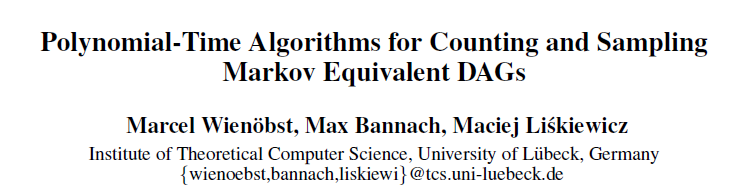 Polynomial-Time Algorithms for Counting and Sampling
Markov Equivalent DAGs
Marcel Wienöbst, Max Bannach, Maciej Liśkiewicz
Institute of Theoretical Computer Science, University of Lübeck, Germany
{wienoebst,bannach,liskiewi}@tcs.uni-luebeck.de